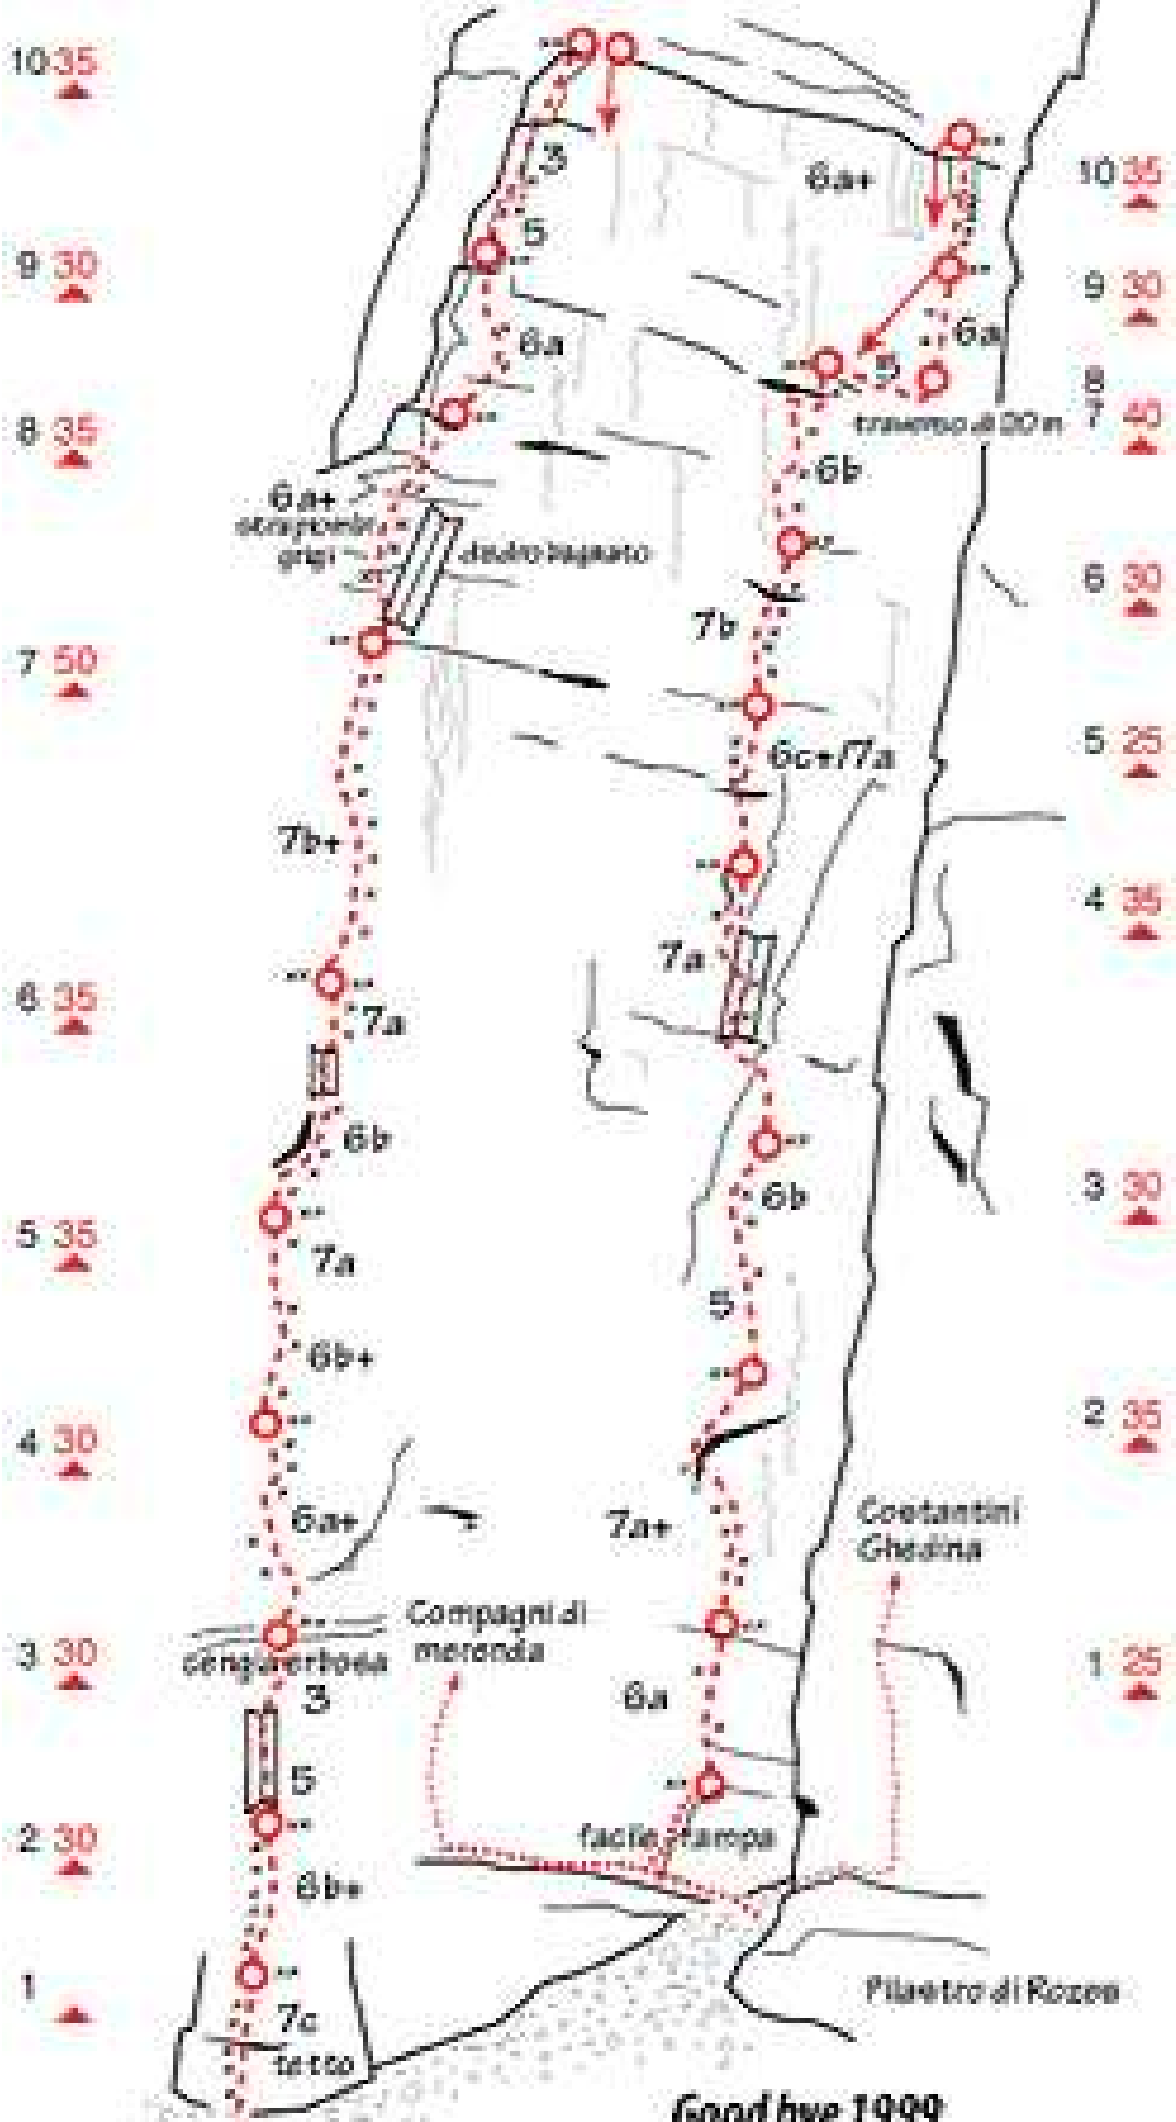 10 35
3
6a+
10 35
5
9 30
9 30
6a
6a
5
8
7 40
traverso di 20 m
8 35
6b
6a+
strapiombi
grigi
diedro bagnato
6 30
7b
7 50
5 25
6c+/7a
7b+
4 35
7a
6 35
7a
6b
3 30
6b
5 35
7a
5
6b+
2 35
4 30
Costantini
Ghedina
6a+
7a+
Compagni di
merenda
3 30
cengia erbosa
1 25
3
6a
5
2 30
facile rampa
6b+
1
Pilastro di Rozes
7c
tetto
Good bye 1999